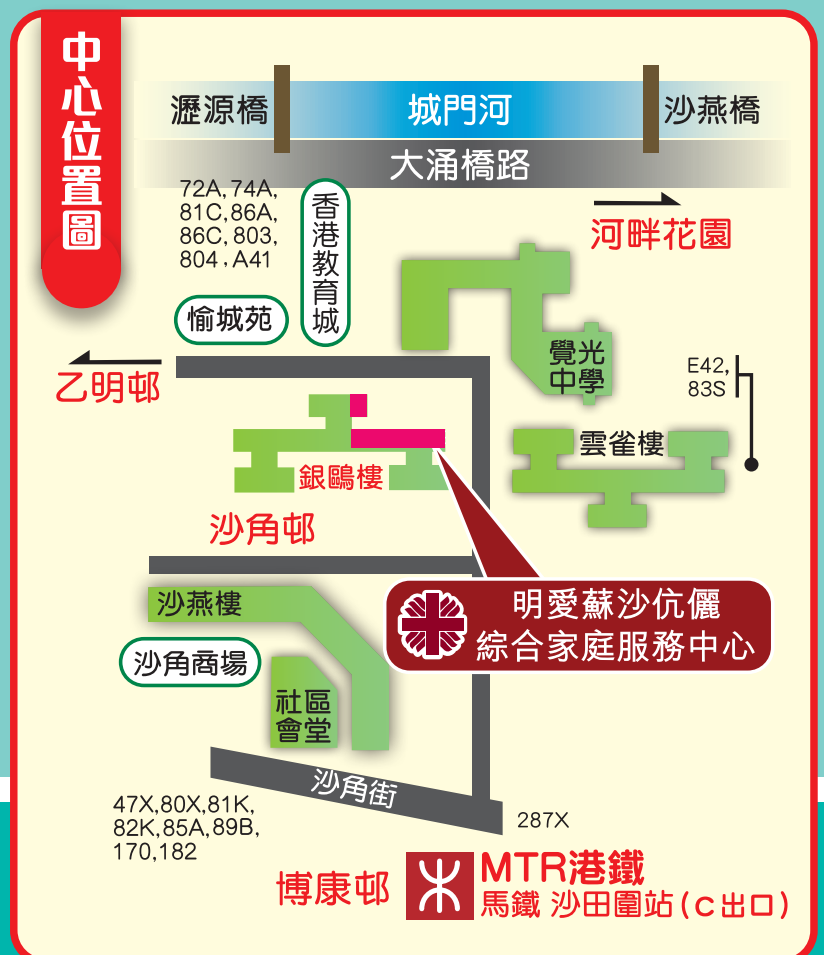 中心位置圖
瀝源橋
城門河
沙燕橋
大涌橋路
72A, 74A,
81C, 86A,
86C, 803,
804, A41
香港教育城
河畔花園
愉城苑
乙明邨
覺光
中學
E42,
83S
雲雀樓
銀鷗樓
沙角邨
沙燕樓
明愛蘇沙伉儷
綜合家庭服務中心
沙角商場
社區
會堂
沙角街
47X,80X,81K,
82K,85A,89B,
170,182
287X
博康邨
MTR港鐵
馬鐵 沙田圍站(C出口)